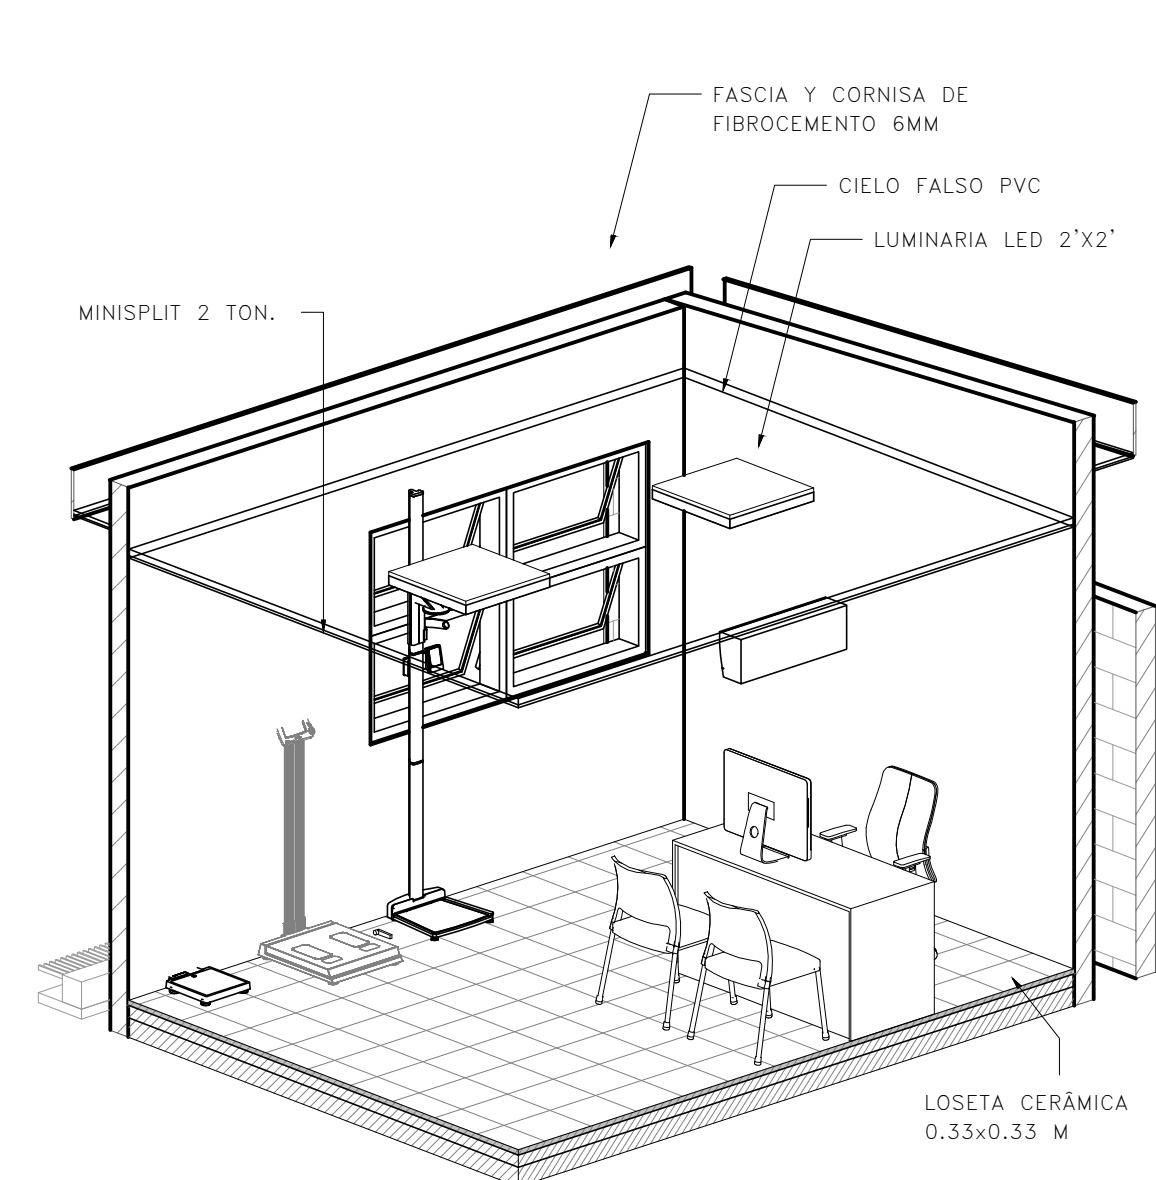 FASCIA Y CORNISA DE
FIBROCEMENTO 6MM
CIELO FALSO PVC
LUMINARIA LED 2'X2'
MINISPLIT 2 TON.
LOSETA CERÂMICA
0.33x0.33 M